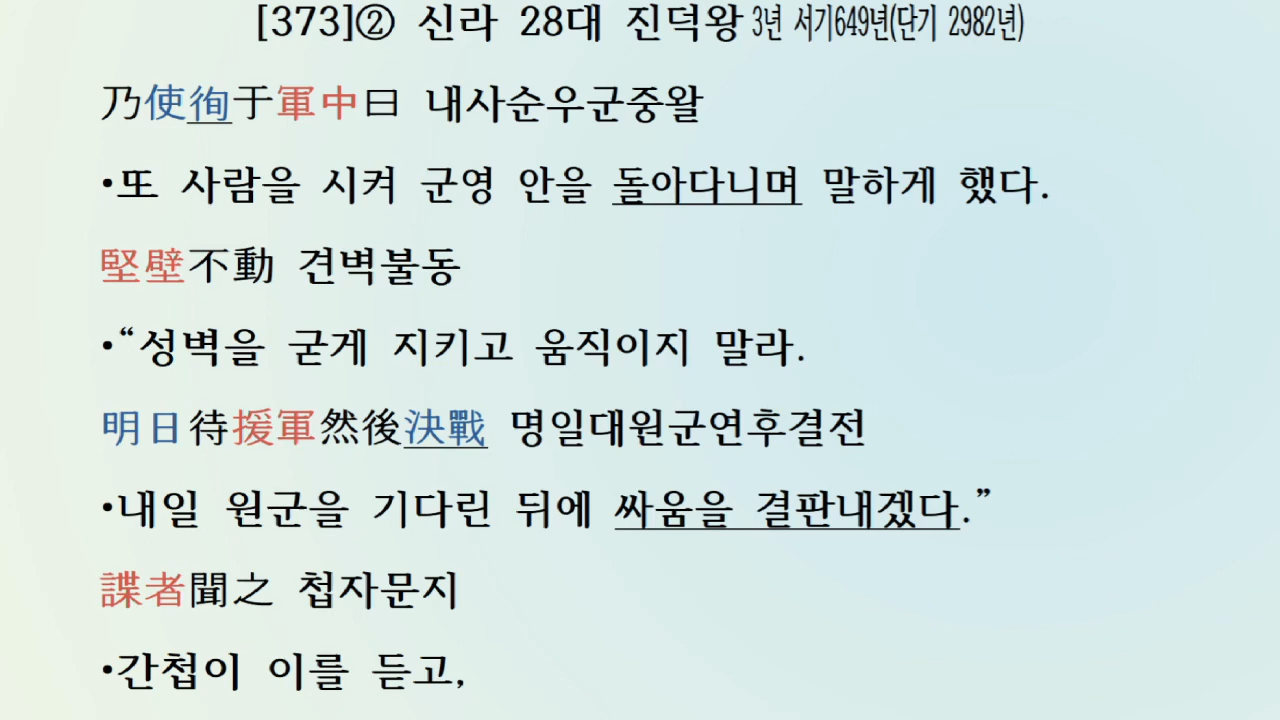 [373]② 신라 28대 진덕왕 3년 서기649년(단기 2982년)
乃使徇于軍中曰 내사순우군중왈
•또 사람을 시켜 군영 안을 돌아다니며 말하게 했다.
堅壁不動 견벽불동
•“성벽을 굳게 지키고 움직이지 말라.
明日待援軍然後決戰 명일대원군연후결전
•내일 원군을 기다린 뒤에 싸움을 결판내겠다.”
諜者聞之 첩자문지
•간첩이 이를 듣고,